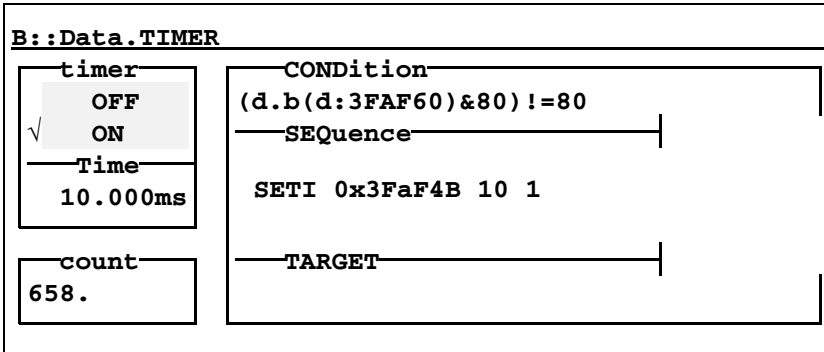 B::Data.TIMER
timer
OFF
√ ON
Time
10.000ms
count
658.
CONDition
(d.b(d:3FAF60)&80)!=80
SEQuence
SETI 0x3FaF4B 10 1
TARGET